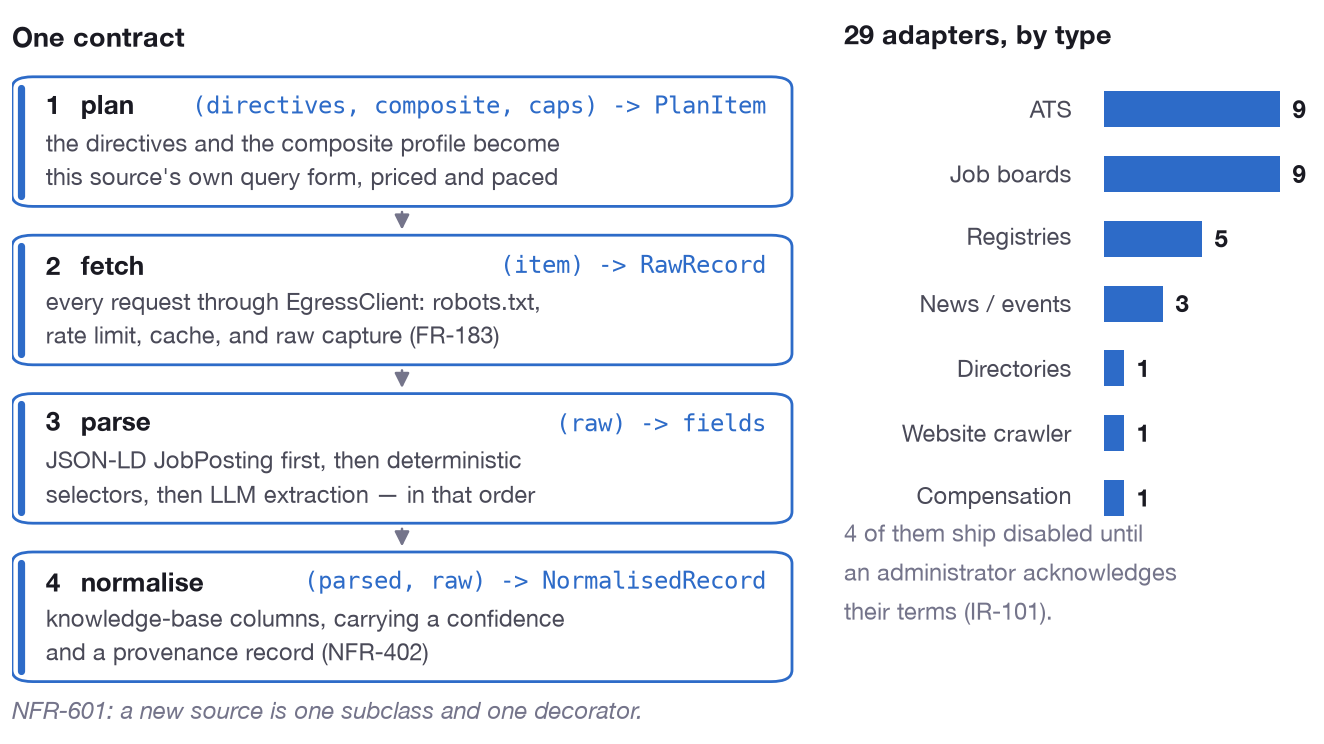 One contract
1 plan (directives, composite, caps) -> PlanItem
the directives and the composite profile become
this source's own query form, priced and paced
2 fetch (item) -> RawRecord
every request through EgressClient: robots.txt,
rate limit, cache, and raw capture (FR-183)
3 parse (raw) -> fields
JSON-LD JobPosting first, then deterministic
selectors, then LLM extraction — in that order
4 normalise (parsed, raw) -> NormalisedRecord
knowledge-base columns, carrying a confidence
and a provenance record (NFR-402)
NFR-601: a new source is one subclass and one decorator.
29 adapters, by type
ATS 9
Job boards 9
Registries 5
News / events 3
Directories 1
Website crawler 1
Compensation 1
4 of them ship disabled until
an administrator acknowledges
their terms (IR-101).